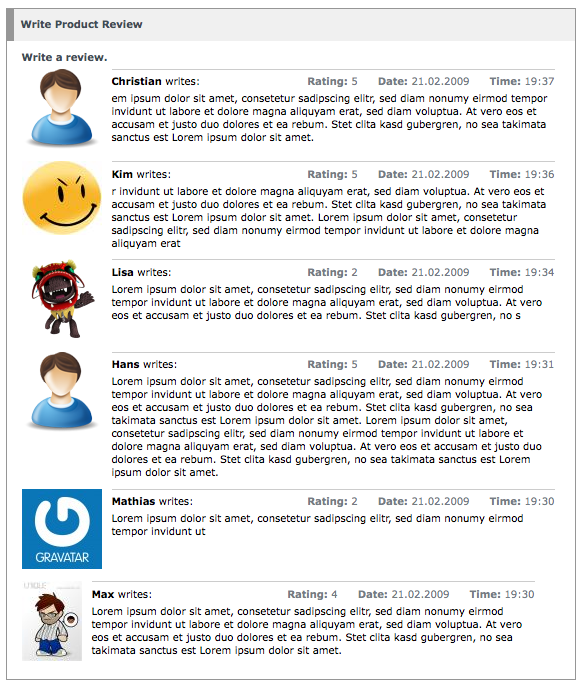 Write Product Review
Write a review.
Christian writes: Rating: 5 Date: 21.02.2009 Time: 19:37
em ipsum dolor sit amet, consetetur sadipscing elitr, sed diam nonumy eirmod tempor
invidunt ut labore et dolore magna aliquyam erat, sed diam voluptua. At vero eos et
accusam et justo duo dolores et ea rebum. Stet clita kasd gubergren, no sea takimata
sanctus est Lorem ipsum dolor sit amet.
Kim writes: Rating: 5 Date: 21.02.2009 Time: 19:36
r invidunt ut labore et dolore magna aliquyam erat, sed diam voluptua. At vero eos et
accusam et justo duo dolores et ea rebum. Stet clita kasd gubergren, no sea takimata
sanctus est Lorem ipsum dolor sit amet. Lorem ipsum dolor sit amet, consetetur
sadipscing elitr, sed diam nonumy eirmod tempor invidunt ut labore et dolore magna
aliquyam erat
Lisa writes: Rating: 2 Date: 21.02.2009 Time: 19:34
Lorem ipsum dolor sit amet, consetetur sadipscing elitr, sed diam nonumy eirmod
tempor invidunt ut labore et dolore magna aliquyam erat, sed diam voluptua. At vero
eos et accusam et justo duo dolores et ea rebum. Stet clita kasd gubergren, no s
Hans writes: Rating: 5 Date: 21.02.2009 Time: 19:31
Lorem ipsum dolor sit amet, consetetur sadipscing elitr, sed diam nonumy eirmod
tempor invidunt ut labore et dolore magna aliquyam erat, sed diam voluptua. At vero
eos et accusam et justo duo dolores et ea rebum. Stet clita kasd gubergren, no sea
takimata sanctus est Lorem ipsum dolor sit amet. Lorem ipsum dolor sit amet,
consetetur sadipscing elitr, sed diam nonumy eirmod tempor invidunt ut labore et
dolore magna aliquyam erat, sed diam voluptua. At vero eos et accusam et justo duo
dolores et ea rebum. Stet clita kasd gubergren, no sea takimata sanctus est Lorem
ipsum dolor sit amet.
Mathias writes: Rating: 2 Date: 21.02.2009 Time: 19:30
Lorem ipsum dolor sit amet, consetetur sadipscing elitr, sed diam nonumy eirmod
tempor invidunt ut
GRAVATAR
UNIQUE
Max writes: Rating: 4 Date: 21.02.2009 Time: 19:30
Lorem ipsum dolor sit amet, consetetur sadipscing elitr, sed diam nonumy eirmod
tempor invidunt ut labore et dolore magna aliquyam erat, sed diam voluptua. At vero
eos et accusam et justo duo dolores et ea rebum. Stet clita kasd gubergren, no sea
takimata sanctus est Lorem ipsum dolor sit amet.